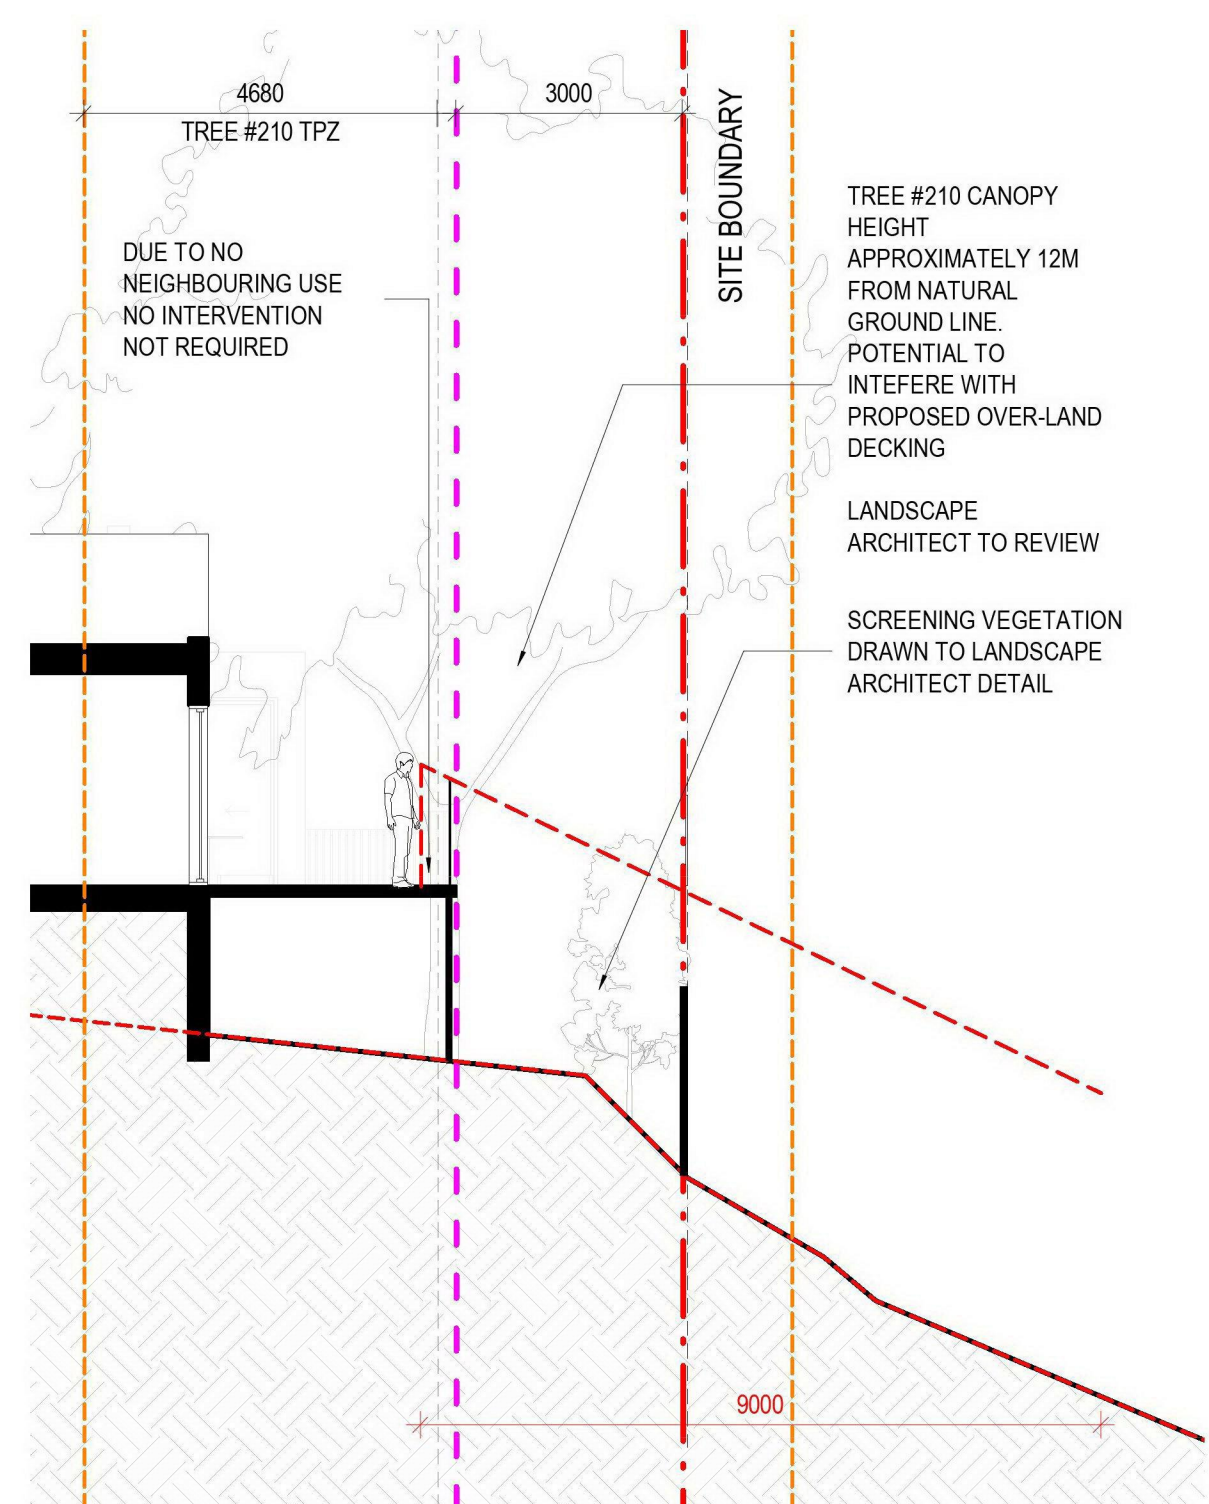 4680
TREE #210 TPZ
3000
SITE BOUNDARY
DUE TO NO
NEIGHBOURING USE
NO INTERVENTION
NOT REQUIRED
TREE #210 CANOPY
HEIGHT
APPROXIMATELY 12M
FROM NATURAL
GROUND LINE.
POTENTIAL TO
INTEFERE WITH
PROPOSED OVER-LAND
DECKING
LANDSCAPE
ARCHITECT TO REVIEW
SCREENING VEGETATION
DRAWN TO LANDSCAPE
ARCHITECT DETAIL
9000